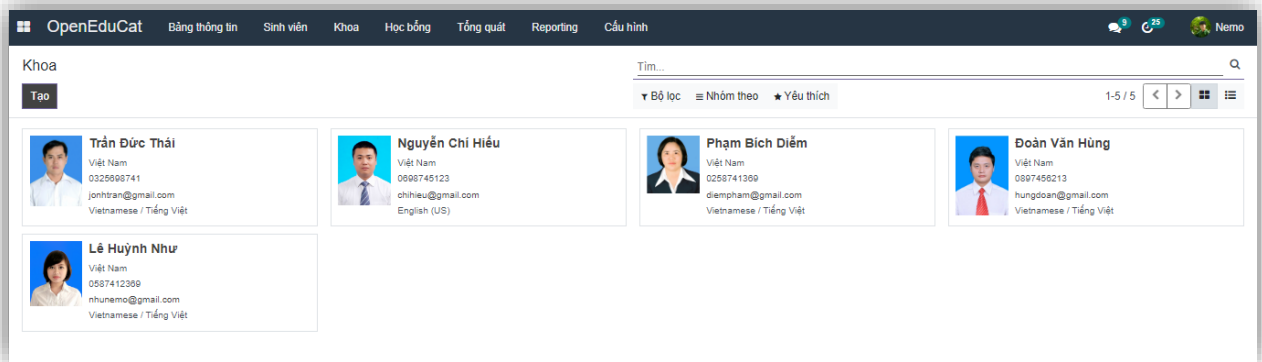 OpenEduCat Bảng thông tin Sinh viên Khoa Học bổng Tổng quát Reporting Cấu hình 9 25 Nemo
Khoa
Tìm...
Tạo
Bộ lọc Nhóm theo Yêu thích 1-5 / 5
Trần Đức Thái
Việt Nam
0325698741
jonhtran@gmail.com
Vietnamese / Tiếng Việt
Nguyễn Chí Hiếu
Việt Nam
0698745123
chihieu@gmail.com
English (US)
Phạm Bích Diễm
Việt Nam
0258741369
diempham@gmail.com
Vietnamese / Tiếng Việt
Đoàn Văn Hùng
Việt Nam
0897456213
hungdoan@gmail.com
Vietnamese / Tiếng Việt
Lê Huỳnh Như
Việt Nam
0587412369
nhunemo@gmail.com
Vietnamese / Tiếng Việt